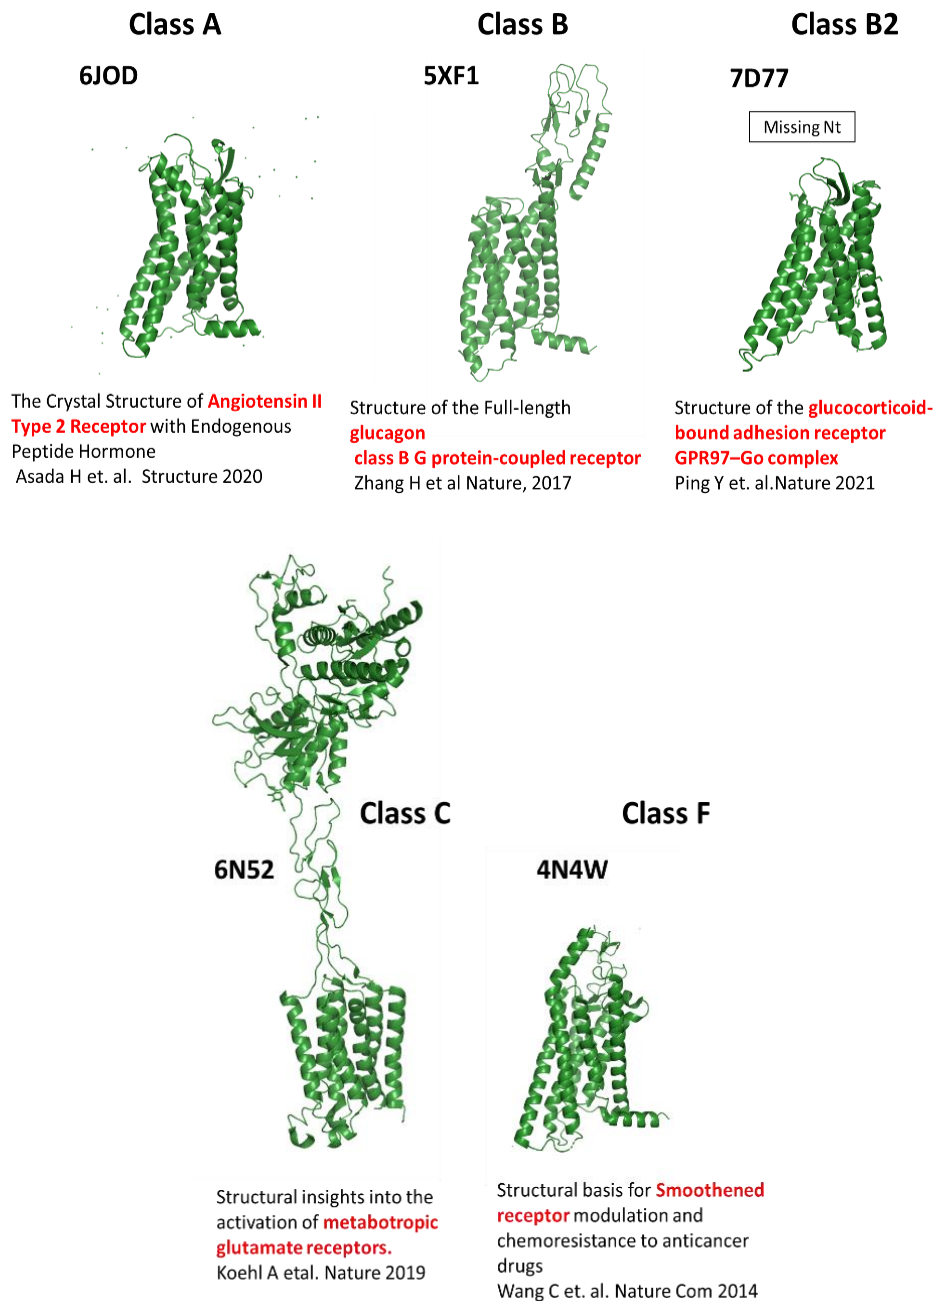 Class A
6JOD
The Crystal Structure of Angiotensin II
Type 2 Receptor with Endogenous
Peptide Hormone
Asada H et. al.  Structure 2020
Class B
5XF1
Structure of the Full-length
glucagon
class B G protein-coupled receptor
Zhang H et al Nature, 2017
Class B2
7D77
Missing Nt
Structure of the glucocorticoid-
bound adhesion receptor
GPR97–Go complex
Ping Y et. al.Nature 2021
Class C
6N52
Structural insights into the
activation of metabotropic
glutamate receptors.
Koehl A etal. Nature 2019
Class F
4N4W
Structural basis for Smoothened
receptor modulation and
chemoresistance to anticancer
drugs
Wang C et. al. Nature Com 2014